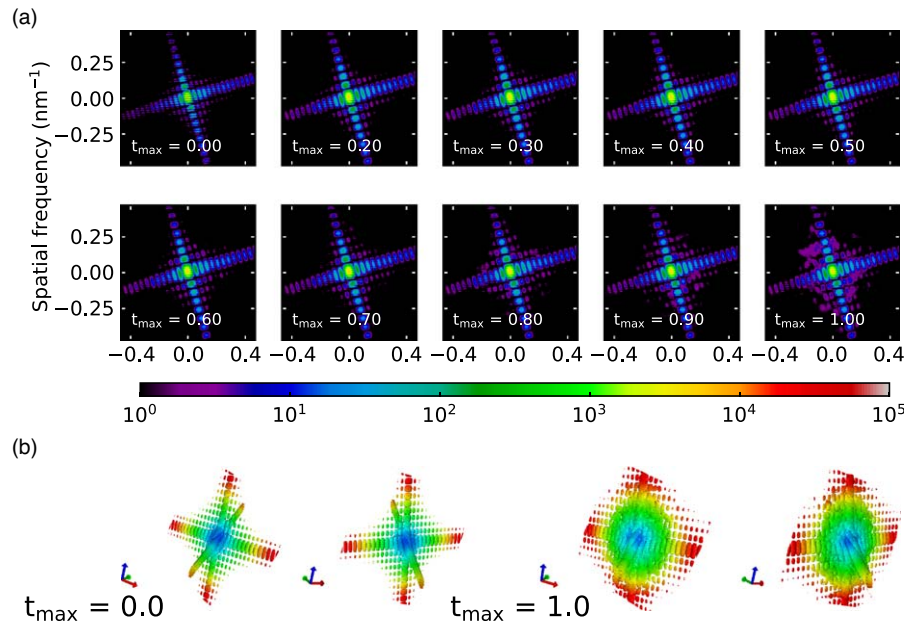 (a)
Spatial frequency (nm⁻¹)
0.25
0.00
−0.25
t_max = 0.00
t_max = 0.20
t_max = 0.30
t_max = 0.40
t_max = 0.50
0.25
0.00
−0.25
t_max = 0.60
t_max = 0.70
t_max = 0.80
t_max = 0.90
t_max = 1.00
−0.4 0.0 0.4 −0.4 0.0 0.4 −0.4 0.0 0.4 −0.4 0.0 0.4 −0.4 0.0 0.4
10⁰ 10¹ 10² 10³ 10⁴ 10⁵
(b)
t_max = 0.0
t_max = 1.0